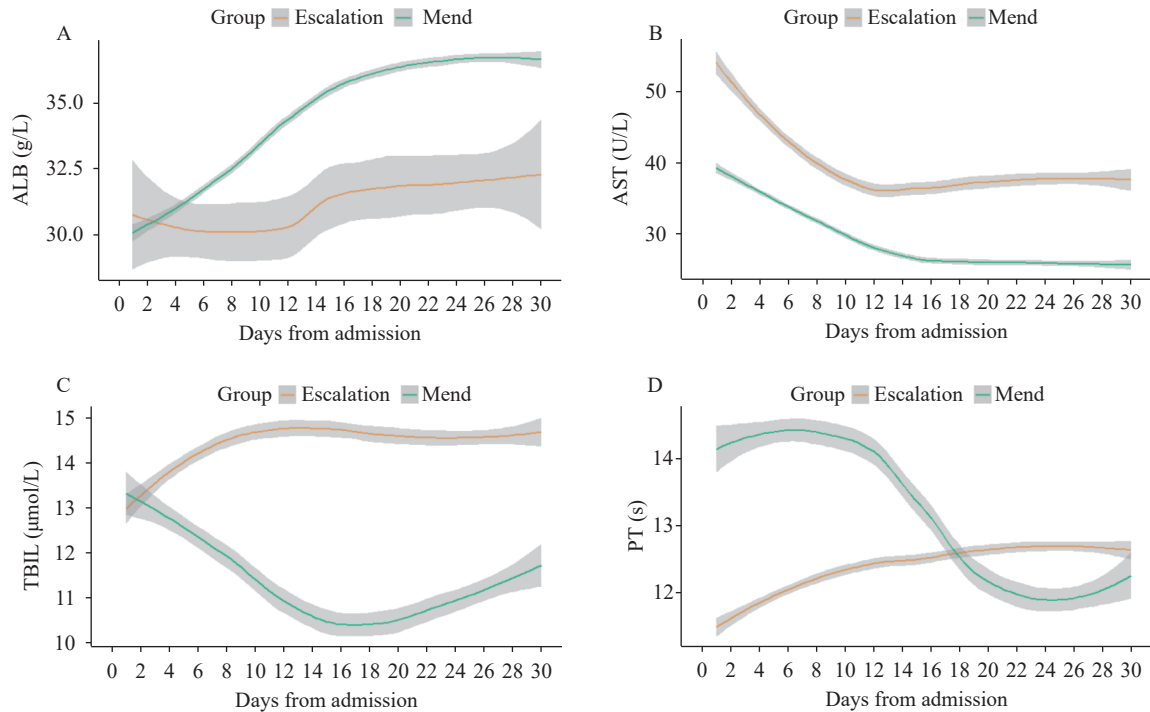 Group Escalation Mend
A
ALB (g/L)
35.0
32.5
30.0
0 2 4 6 8 10 12 14 16 18 20 22 24 26 28 30
Days from admission
Group Escalation Mend
B
AST (U/L)
50
40
30
0 2 4 6 8 10 12 14 16 18 20 22 24 26 28 30
Days from admission
C
Group Escalation Mend
TBIL (μmol/L)
15
14
13
12
11
10
0 2 4 6 8 10 12 14 16 18 20 22 24 26 28 30
Days from admission
D
Group Escalation Mend
PT (s)
14
13
12
0 2 4 6 8 10 12 14 16 18 20 22 24 26 28 30
Days from admission